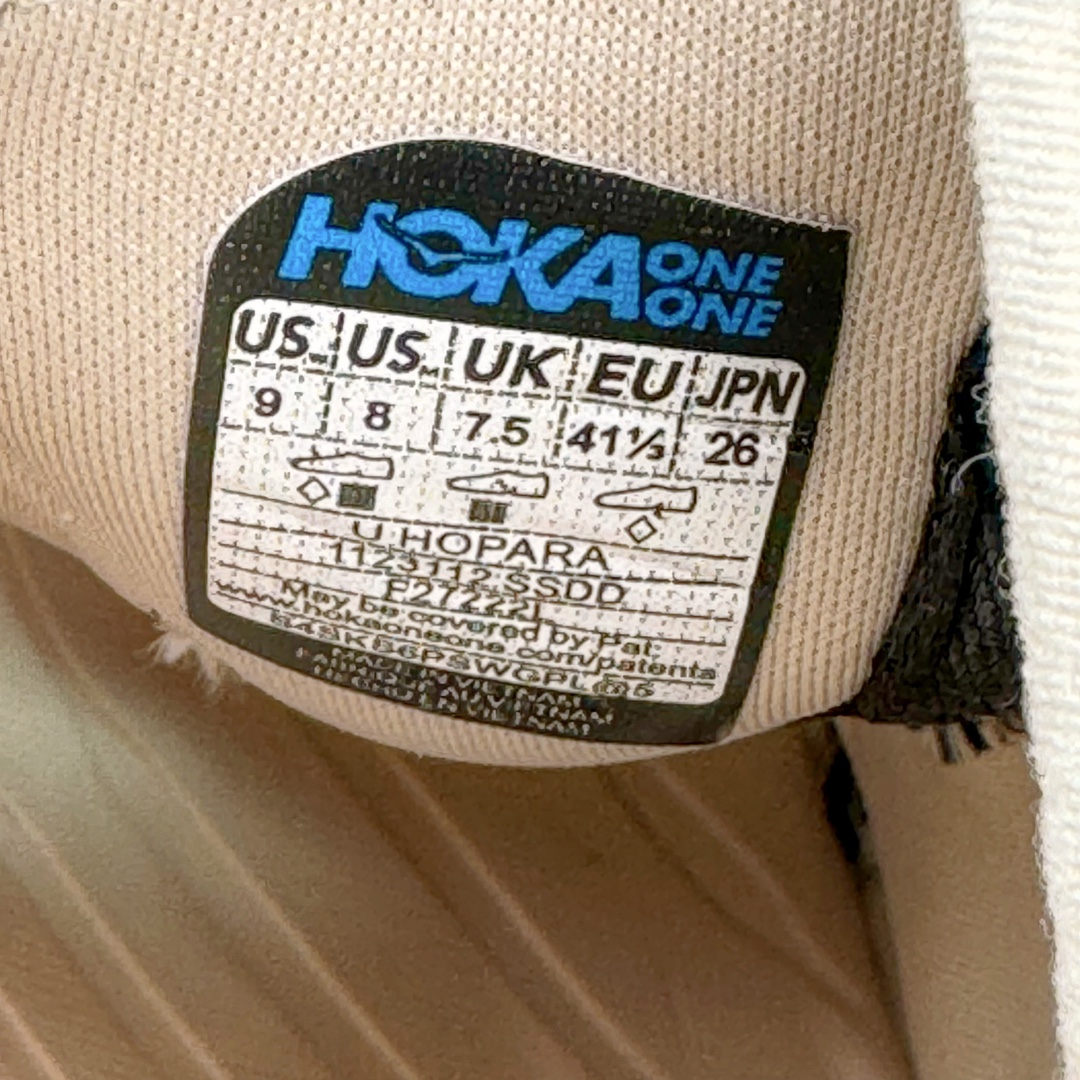 HOKA ONE ONE
US W US M UK EU JPN
9 8 7.5 41⅓ 26
U HOPARA
1123112 SSDD
F27222I
May be covered by Pat:
www.hokaoneone.com/patents